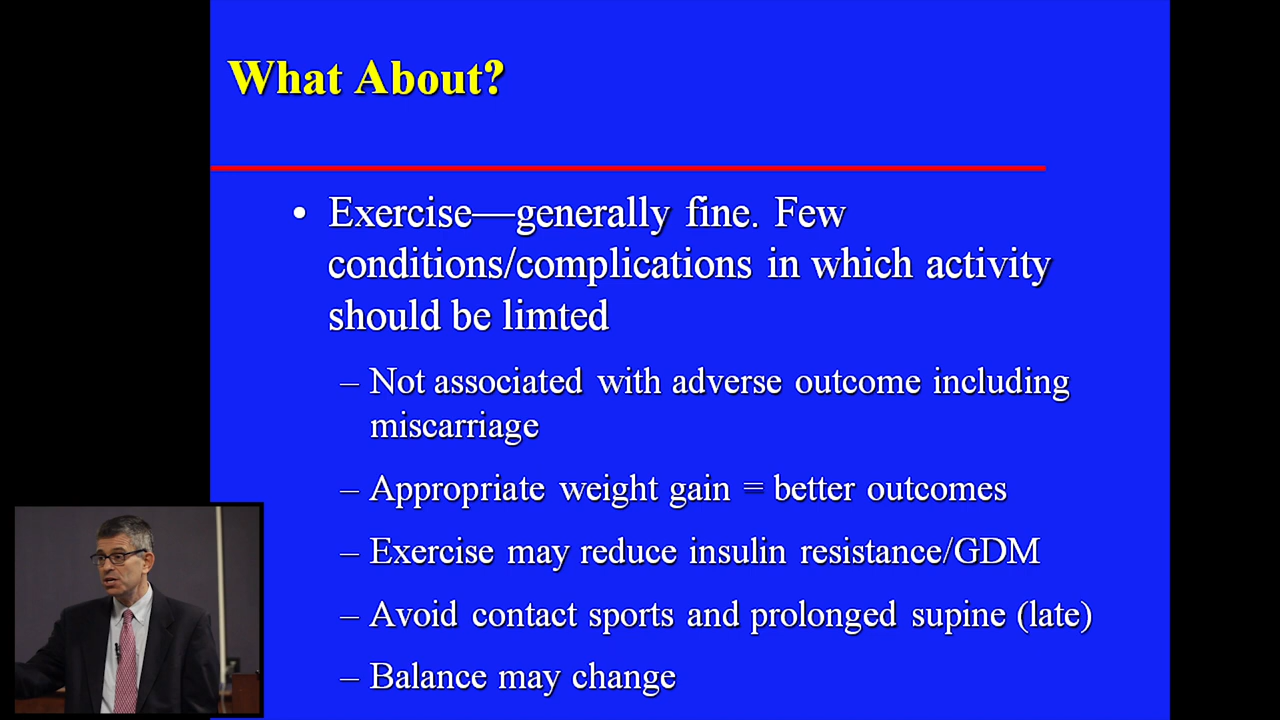 What About?
• Exercise—generally fine. Few
conditions/complications in which activity
should be limted
– Not associated with adverse outcome including
miscarriage
– Appropriate weight gain = better outcomes
– Exercise may reduce insulin resistance/GDM
– Avoid contact sports and prolonged supine (late)
– Balance may change